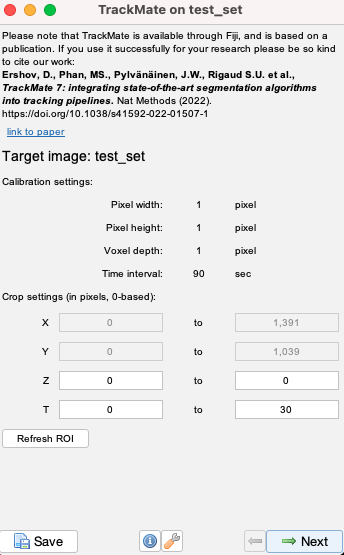 TrackMate on test_set
Please note that TrackMate is available through Fiji, and is based on a
publication. If you use it successfully for your research please be so kind
to cite our work:
Ershov, D., Phan, MS., Pylvänäinen, J.W., Rigaud S.U. et al.,
TrackMate 7: integrating state-of-the-art segmentation algorithms
into tracking pipelines. Nat Methods (2022).
https://doi.org/10.1038/s41592-022-01507-1
link to paper
Target image: test_set
Calibration settings:
Pixel width: 1 pixel
Pixel height: 1 pixel
Voxel depth: 1 pixel
Time interval: 90 sec
Crop settings (in pixels, 0-based):
X 0 to 1,391
Y 0 to 1,039
Z 0 to 0
T 0 to 30
Refresh ROI
Save Next